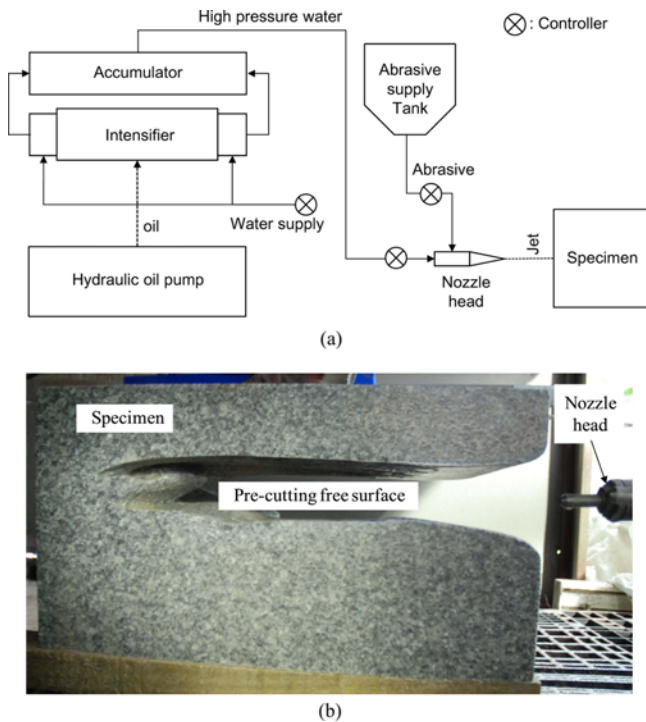 High pressure water
: Controller
Accumulator
Abrasive
supply
Tank
Intensifier
Abrasive
oil
Water supply
Jet
Specimen
Hydraulic oil pump
Nozzle
head
(a)
Specimen
Nozzle
head
Pre-cutting free surface
(b)